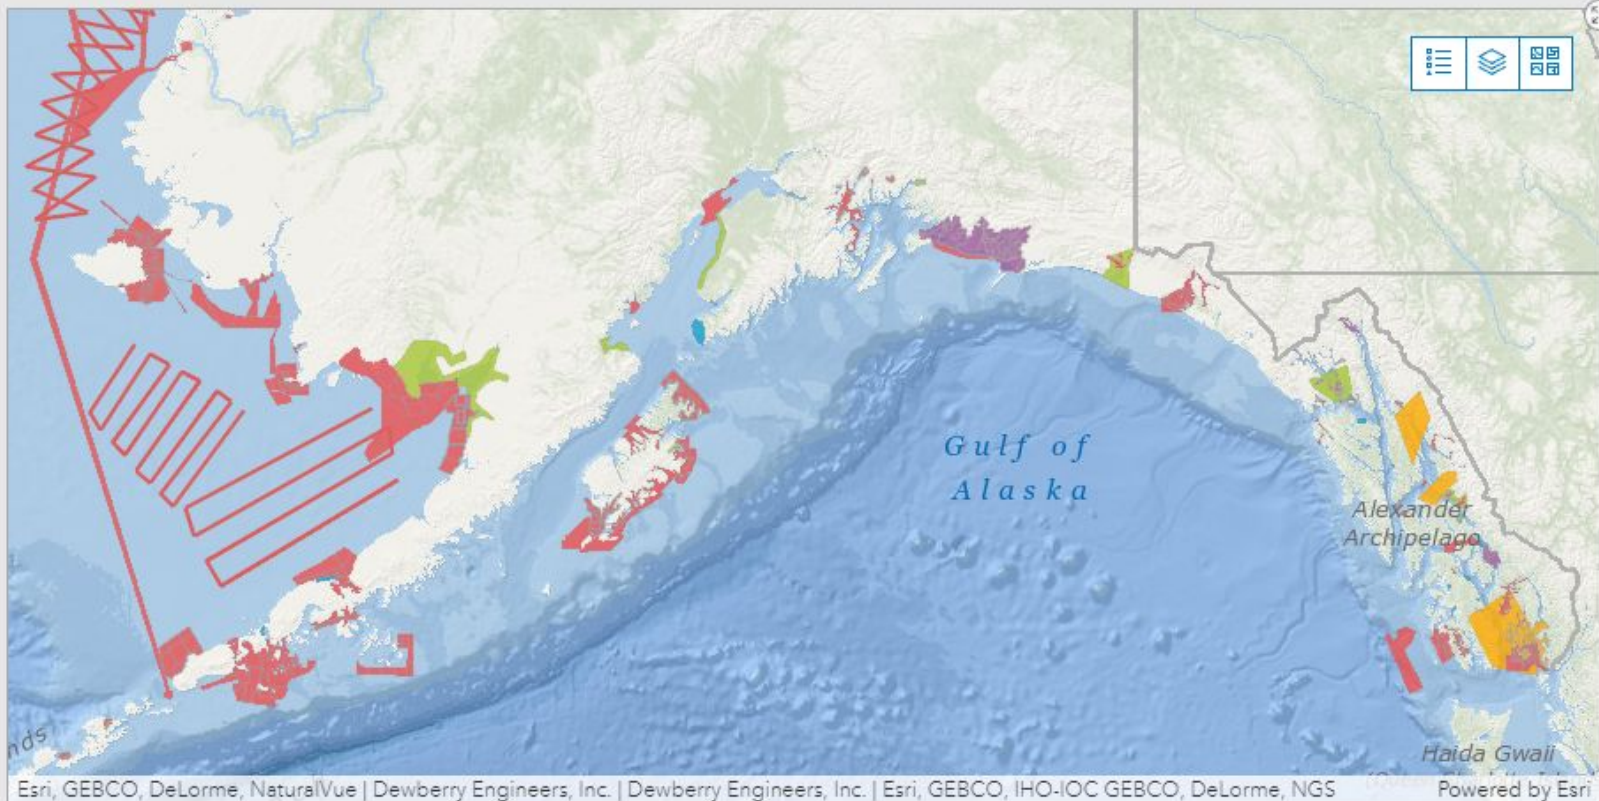 Gulf of
Alaska
Alexander
Archipelago
nds
Haida Gwaii
Esri, GEBCO, DeLorme, NaturalVue | Dewberry Engineers, Inc. | Dewberry Engineers, Inc. | Esri, GEBCO, IHO-IOC GEBCO, DeLorme, NGS
Powered by Esri